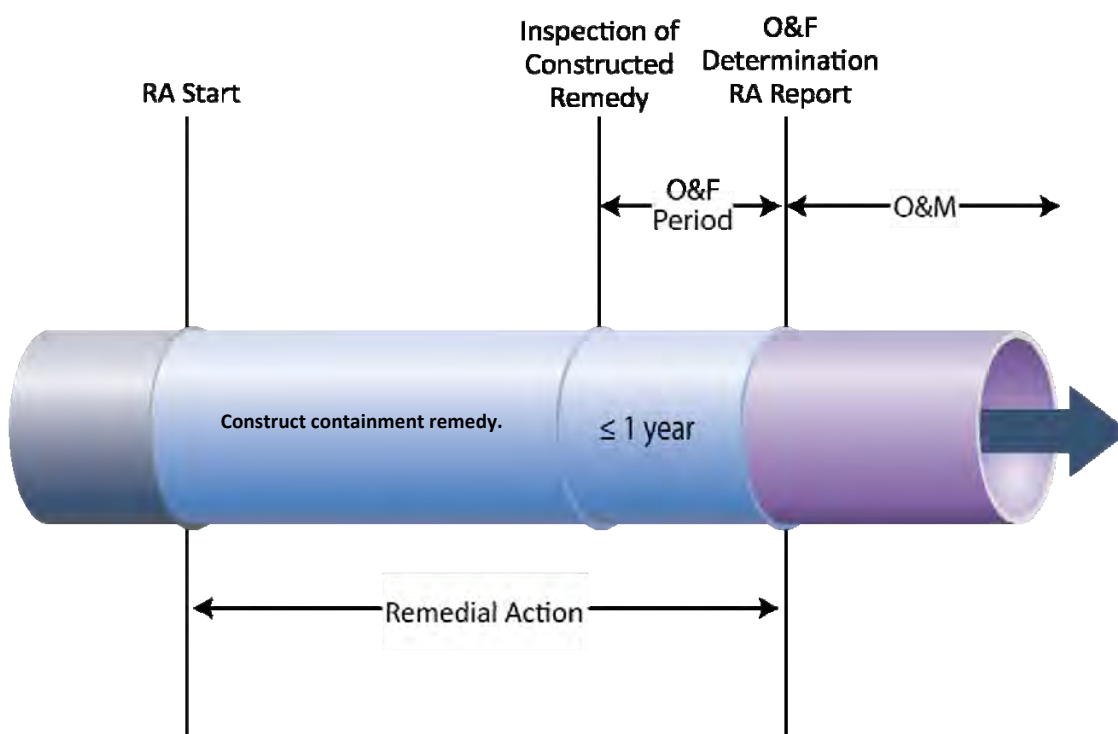 RA Start
Inspection of
Constructed
Remedy
O&F
Determination
RA Report
O&F
Period
O&M
Construct containment remedy.
≤ 1 year
Remedial Action